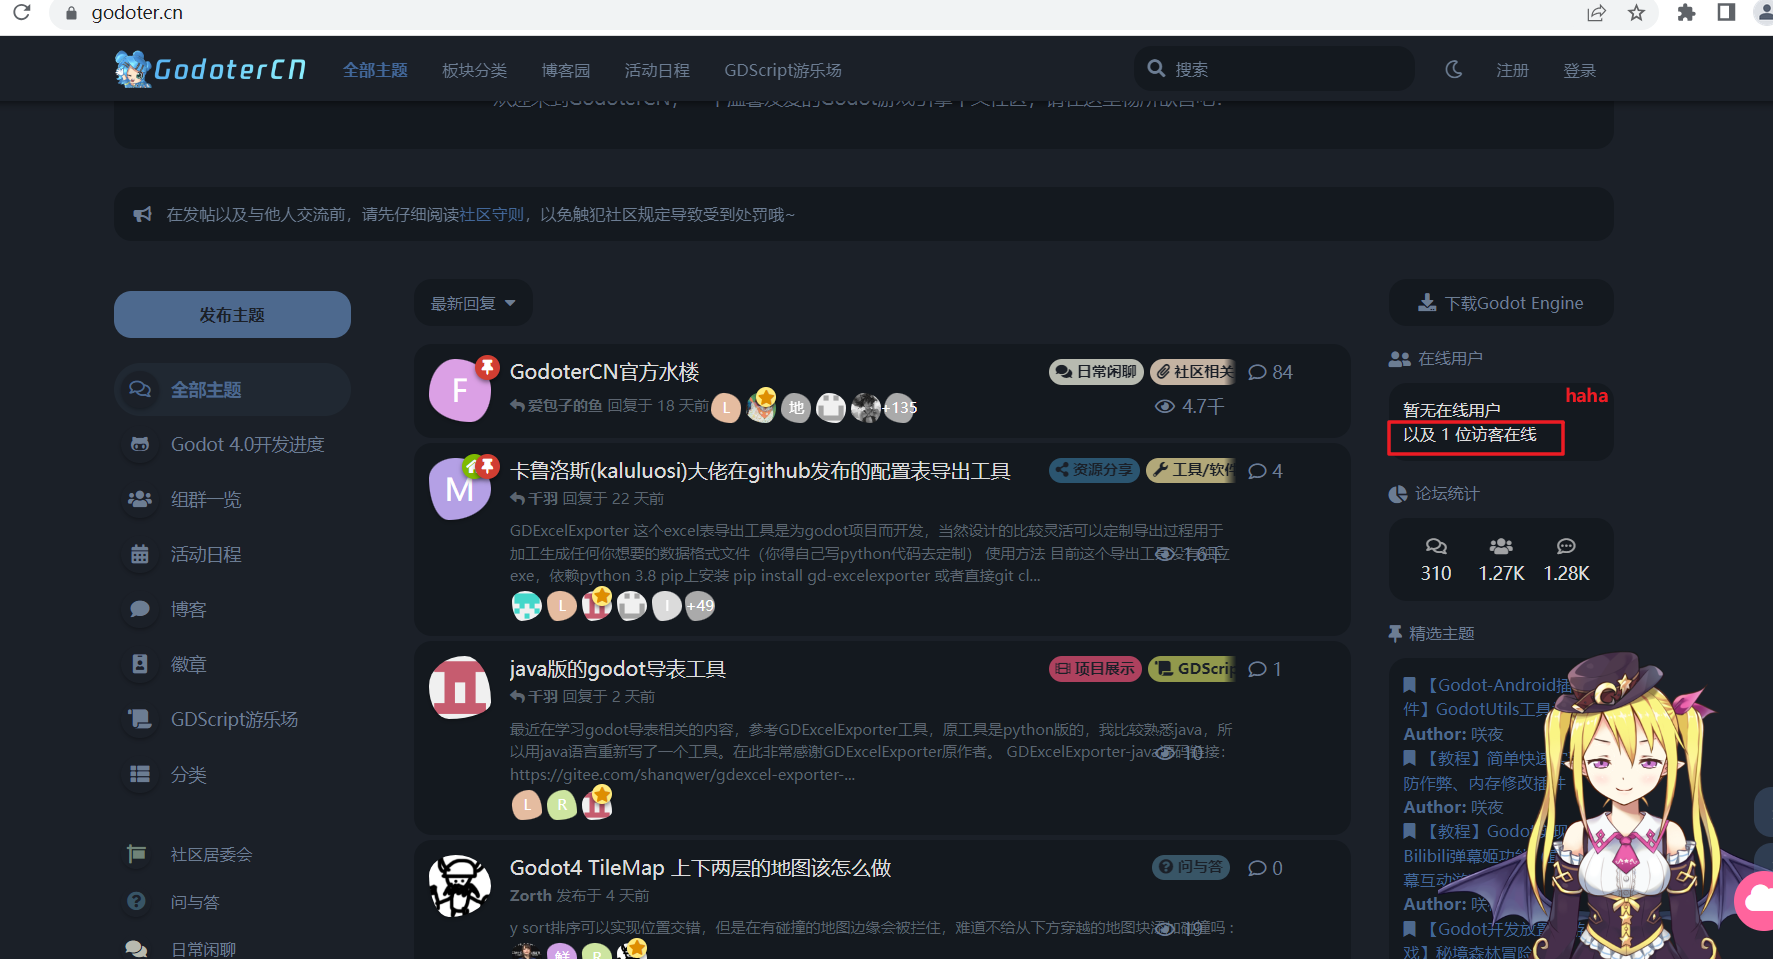 godoter.cn
GodoterCN
全部主题
板块分类
博客园
活动日程
GDScript游乐场
搜索
注册
登录
在发帖以及与他人交流前，请先仔细阅读社区守则，以免触犯社区规定导致受到处罚哦~
发布主题
全部主题
Godot 4.0开发进度
组群一览
活动日程
博客
徽章
GDScript游乐场
分类
社区居委会
问与答
日常闲聊
最新回复
F
GodoterCN官方水楼
日常闲聊
社区相关
84
爱包子的鱼 回复于 18 天前
L
地
+135
4.7千
M
卡鲁洛斯(kaluluosi)大佬在github发布的配置表导出工具
资源分享
工具/软件
4
千羽 回复于 22 天前
GDExcelExporter 这个excel表导出工具是为godot项目而开发，当然设计的比较灵活可以定制导出过程用于
加工生成任何你想要的数据格式文件（你得自己写python代码去定制） 使用方法 目前这个导出工具没有独立
1.6千
exe，依赖python 3.8 pip上安装 pip install gd-excelexporter 或者直接git cl...
L
I
+49
java版的godot导表工具
项目展示
GDScrip
1
千羽 回复于 2 天前
最近在学习godot导表相关的内容，参考GDExcelExporter工具，原工具是python版的，我比较熟悉java，所
以用java语言重新写了一个工具。在此非常感谢GDExcelExporter原作者。 GDExcelExporter-java源码链接：
10
https://gitee.com/shanqwer/gdexcel-exporter-...
L
R
Godot4 TileMap 上下两层的地图该怎么做
问与答
0
Zorth 发布于 4 天前
y sort排序可以实现位置交错，但是在有碰撞的地图边缘会被拦住，难道不给从下方穿越的地图块添加碰撞吗：
19
鲜
R
下载Godot Engine
在线用户
haha
暂无在线用户
以及 1 位访客在线
论坛统计
310
1.27K
1.28K
精选主题
【Godot-Android插
件】GodotUtils工具
Author: 咲夜
【教程】简单快速
防作弊、内存修改插件
Author: 咲夜
【教程】Godot实现
Bilibili弹幕姬功能
幕互动游
Author: 咲
【Godot开发放置
戏】秘境森林冒险